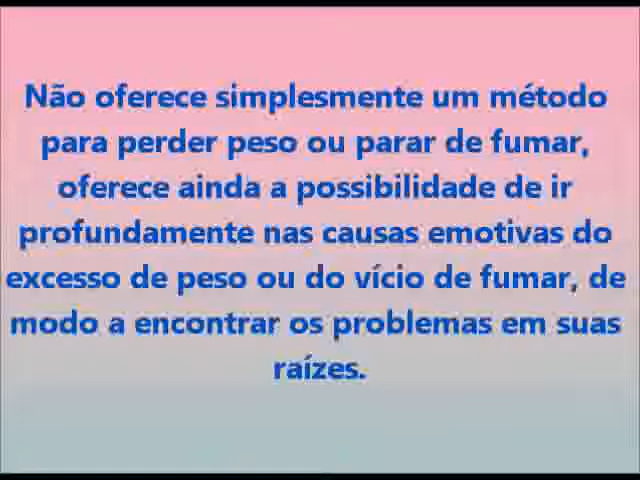 Não oferece simplesmente um método
para perder peso ou parar de fumar,
oferece ainda a possibilidade de ir
profundamente nas causas emotivas do
excesso de peso ou do vício de fumar, de
modo a encontrar os problemas em suas
raízes.